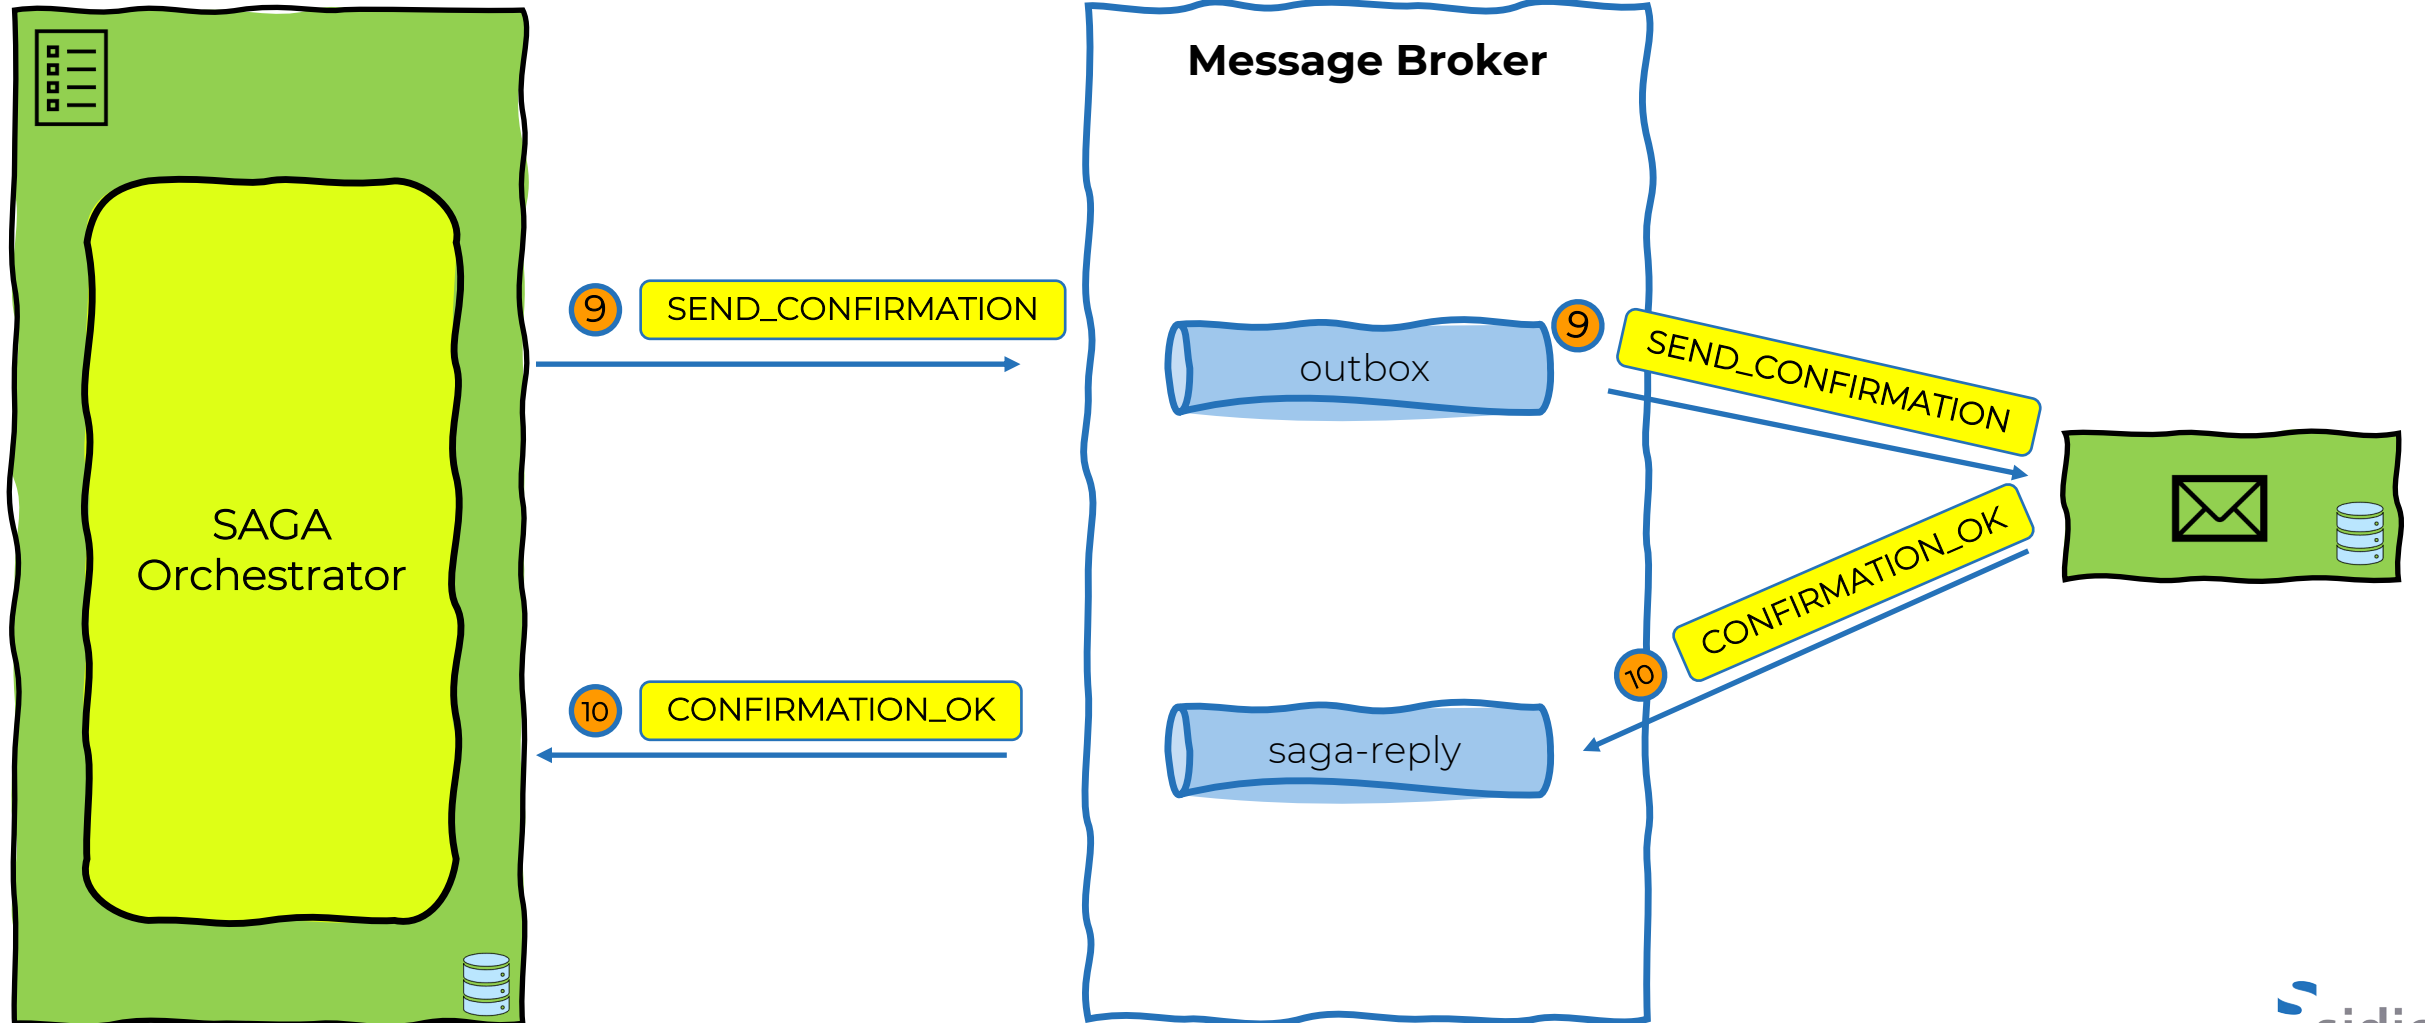 Message Broker
9
SEND_CONFIRMATION
9
SEND_CONFIRMATION
outbox
SAGA
Orchestrator
CONFIRMATION_OK
10
10
CONFIRMATION_OK
saga-reply